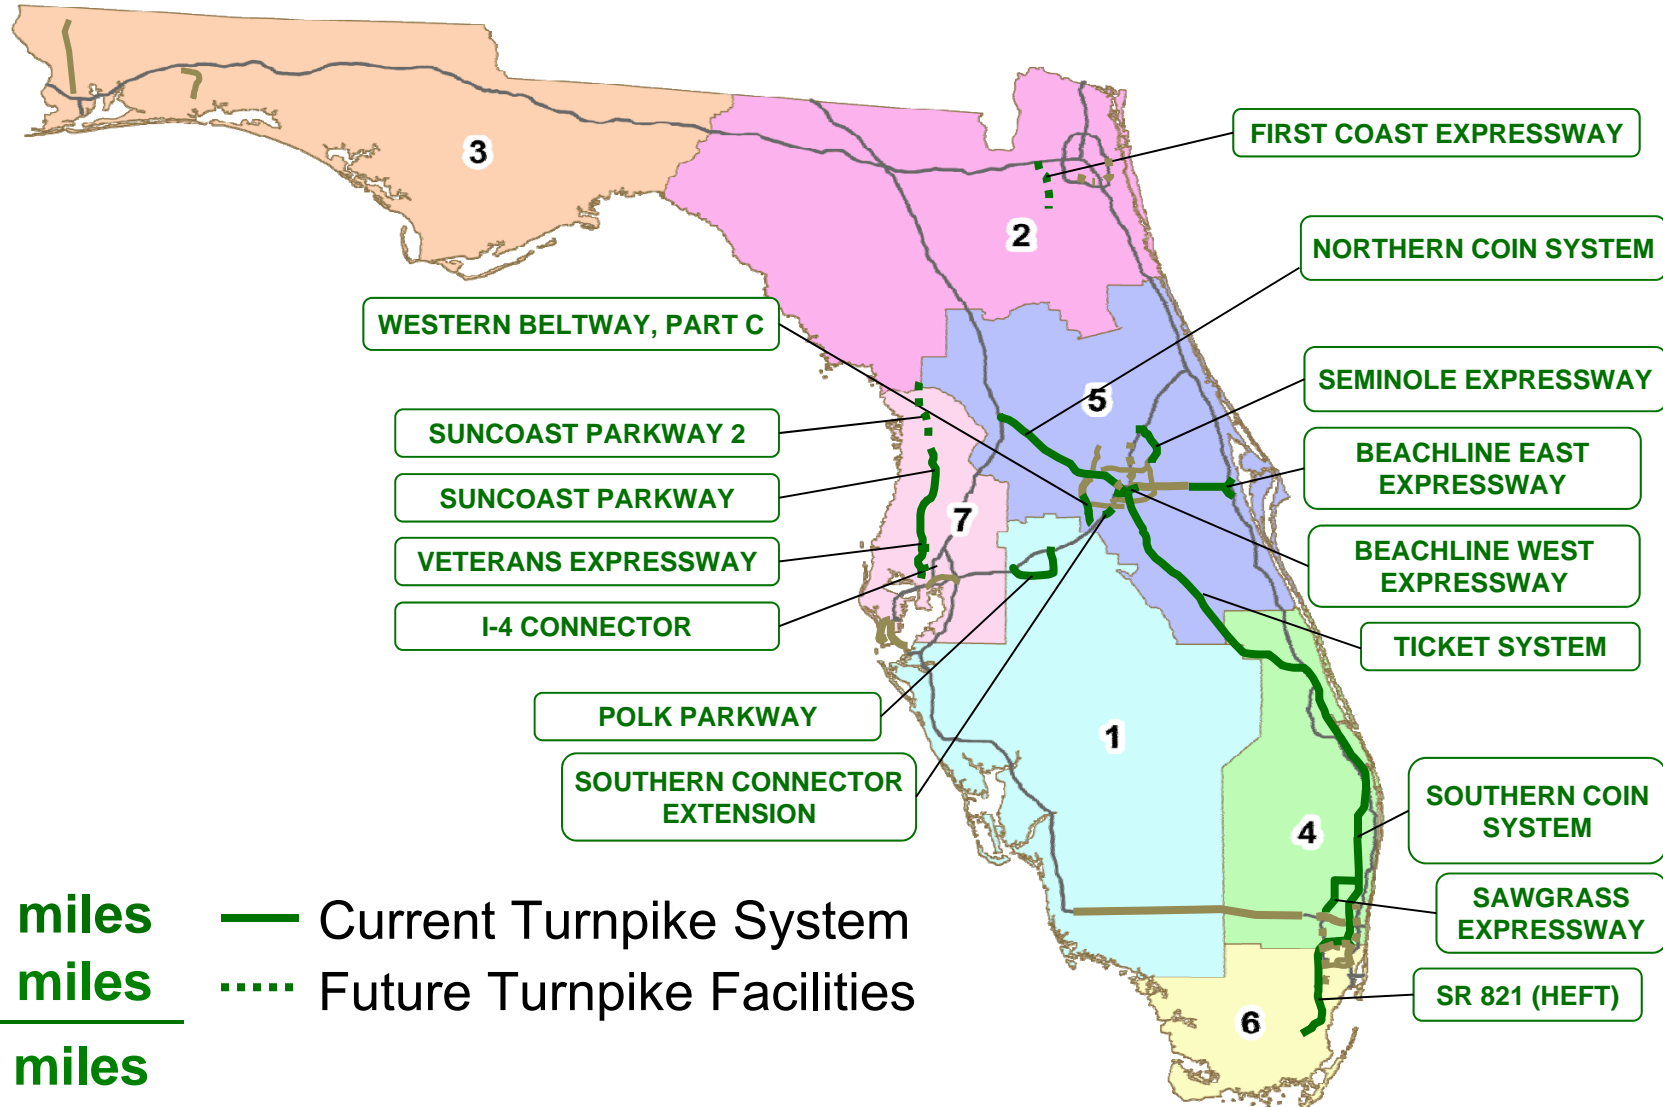 FIRST COAST EXPRESSWAY
3
2
NORTHERN COIN SYSTEM
WESTERN BELTWAY, PART C
SEMINOLE EXPRESSWAY
5
SUNCOAST PARKWAY 2
BEACHLINE EAST
EXPRESSWAY
SUNCOAST PARKWAY
7
VETERANS EXPRESSWAY
BEACHLINE WEST
EXPRESSWAY
I-4 CONNECTOR
TICKET SYSTEM
POLK PARKWAY
1
SOUTHERN CONNECTOR
EXTENSION
SOUTHERN COIN
SYSTEM
4
SAWGRASS
EXPRESSWAY
miles
Current Turnpike System
miles
Future Turnpike Facilities
SR 821 (HEFT)
6
miles